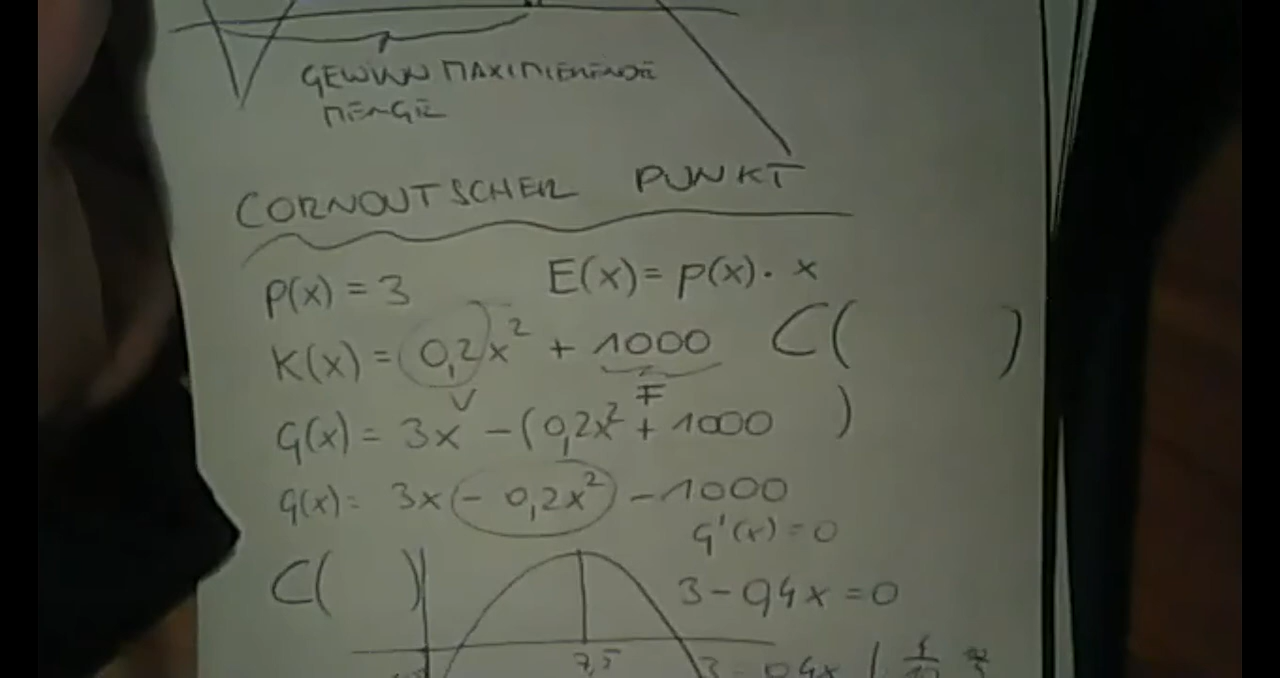 GEWINN MAXIMIERENDE
MENGE
CORNOUTSCHER PUNKT
P(x) = 3 E(x) = p(x) · x
K(x) = 0,2x² + 1000 C( )
V F
G(x) = 3x - (0,2x² + 1000 )
G(x) = 3x - 0,2x² - 1000
G'(x) = 0
C( ) 3 - 0,4x = 0
7,5